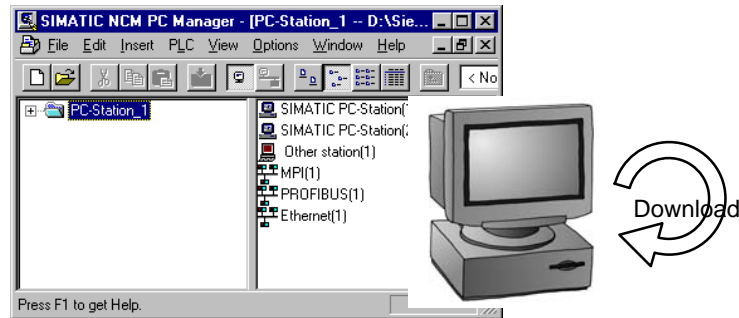 SIMATIC NCM PC Manager - [PC-Station_1 -- D:\Sie...
File Edit Insert PLC View Options Window Help
< No
PC-Station_1
SIMATIC PC-Station(
SIMATIC PC-Station(
Other station(1)
MPI(1)
PROFIBUS(1)
Ethernet(1)
Download
Press F1 to get Help.